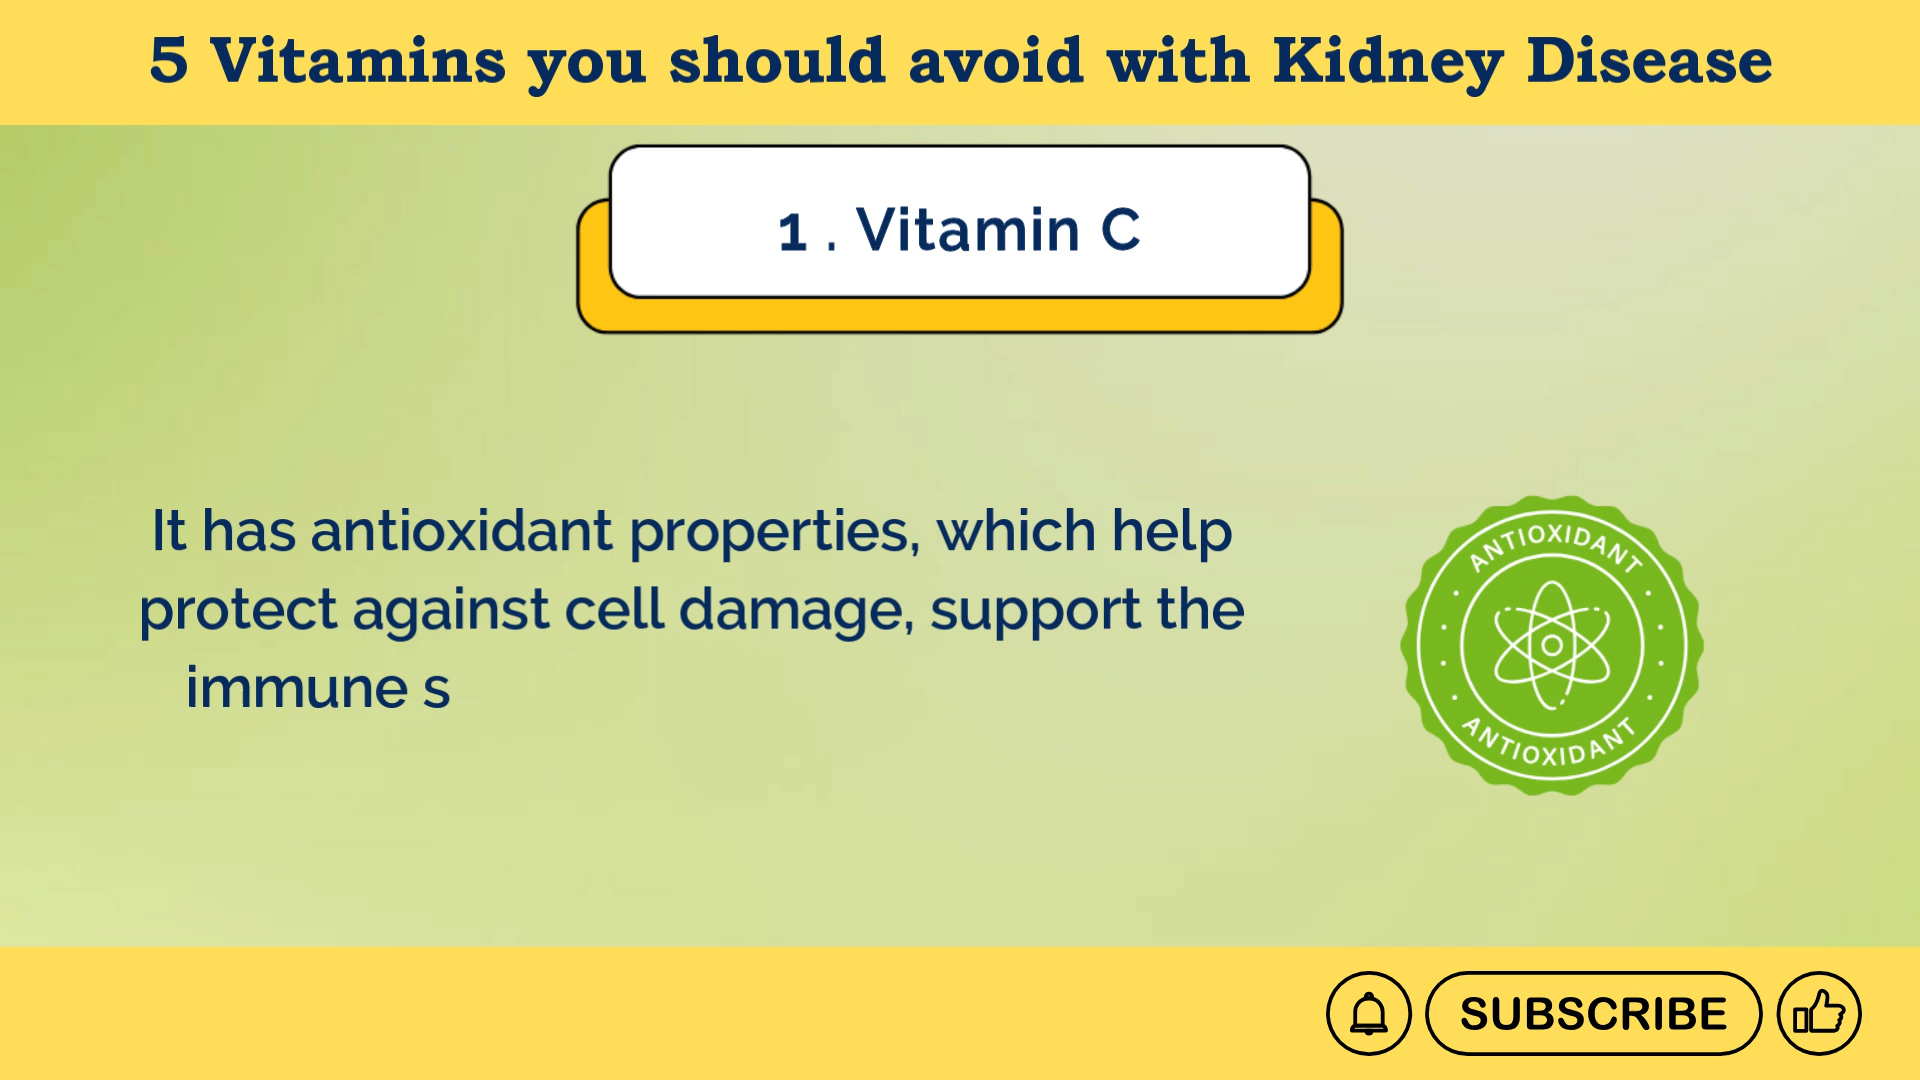 5 Vitamins you should avoid with Kidney Disease
1 . Vitamin C
It has antioxidant properties, which help
protect against cell damage, support the
immune s
ANTIOXIDANT
ANTIOXIDANT
SUBSCRIBE